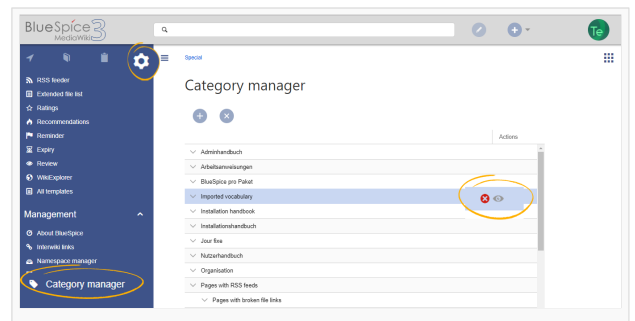 BlueSpice 3
MediaWiki
Te
Special
RSS feeder
Extended file list
Ratings
Recommendations
Reminder
Expiry
Review
WikiExplorer
All templates
Management
About BlueSpice
Interwiki links
Namespace manager
Category manager
Category manager
Actions
Adminhandbuch
Arbeitsanweisungen
BlueSpice pro Paket
Imported vocabulary
Installation handbook
Installationshandbuch
Jour fixe
Nutzerhandbuch
Organisation
Pages with RSS feeds
Pages with broken file links